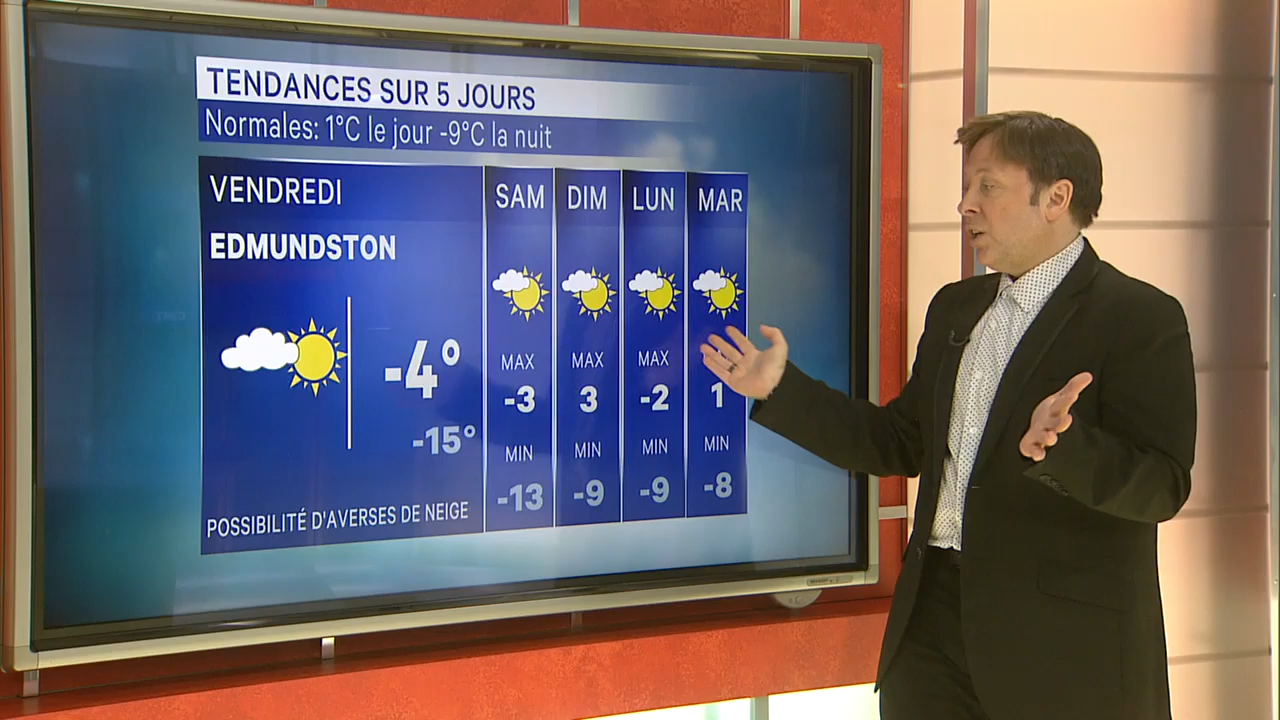 TENDANCES SUR 5 JOURS
Normales: 1°C le jour -9°C la nuit
VENDREDI
EDMUNDSTON
-4°
-15°
POSSIBILITÉ D'AVERSES DE NEIGE
SAM DIM LUN MAR
MAX MAX MAX
-3 3 -2 1
MIN MIN MIN MIN
-13 -9 -9 -8